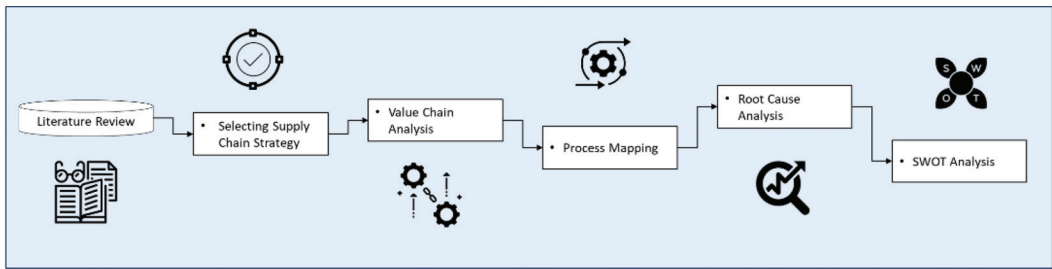 Literature Review
• Selecting Supply
Chain Strategy
• Value Chain
Analysis
• Process Mapping
• Root Cause
Analysis
S W
O T
• SWOT Analysis